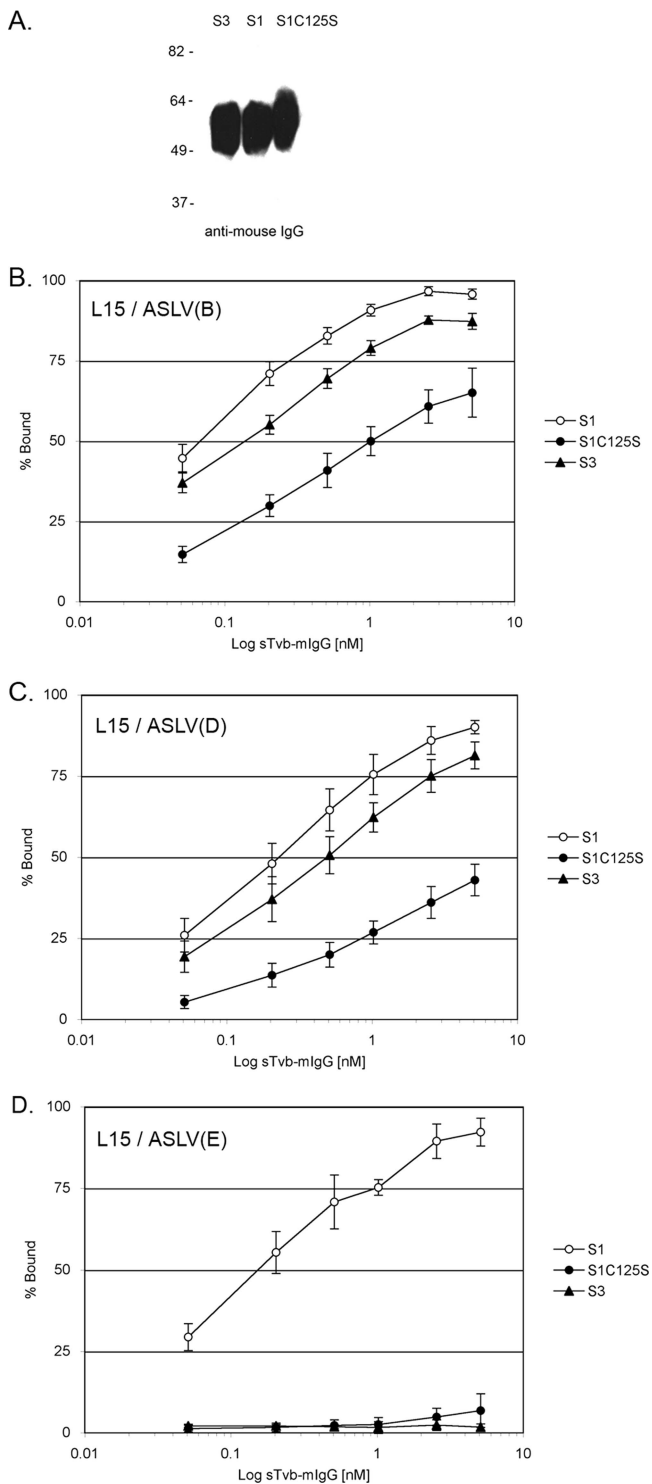 A.
S3 S1 S1C125S
82 -
64 -
49 -
37 -
anti-mouse IgG
B.
L15 / ASLV(B)
100
75
50
25
0
% Bound
0.01 0.1 1 10
Log sTvb-mIgG [nM]
S1
S1C125S
S3
C.
L15 / ASLV(D)
100
75
50
25
0
% Bound
0.01 0.1 1 10
Log sTvb-mIgG [nM]
S1
S1C125S
S3
D.
L15 / ASLV(E)
100
75
50
25
0
% Bound
0.01 0.1 1 10
Log sTvb-mIgG [nM]
S1
S1C125S
S3